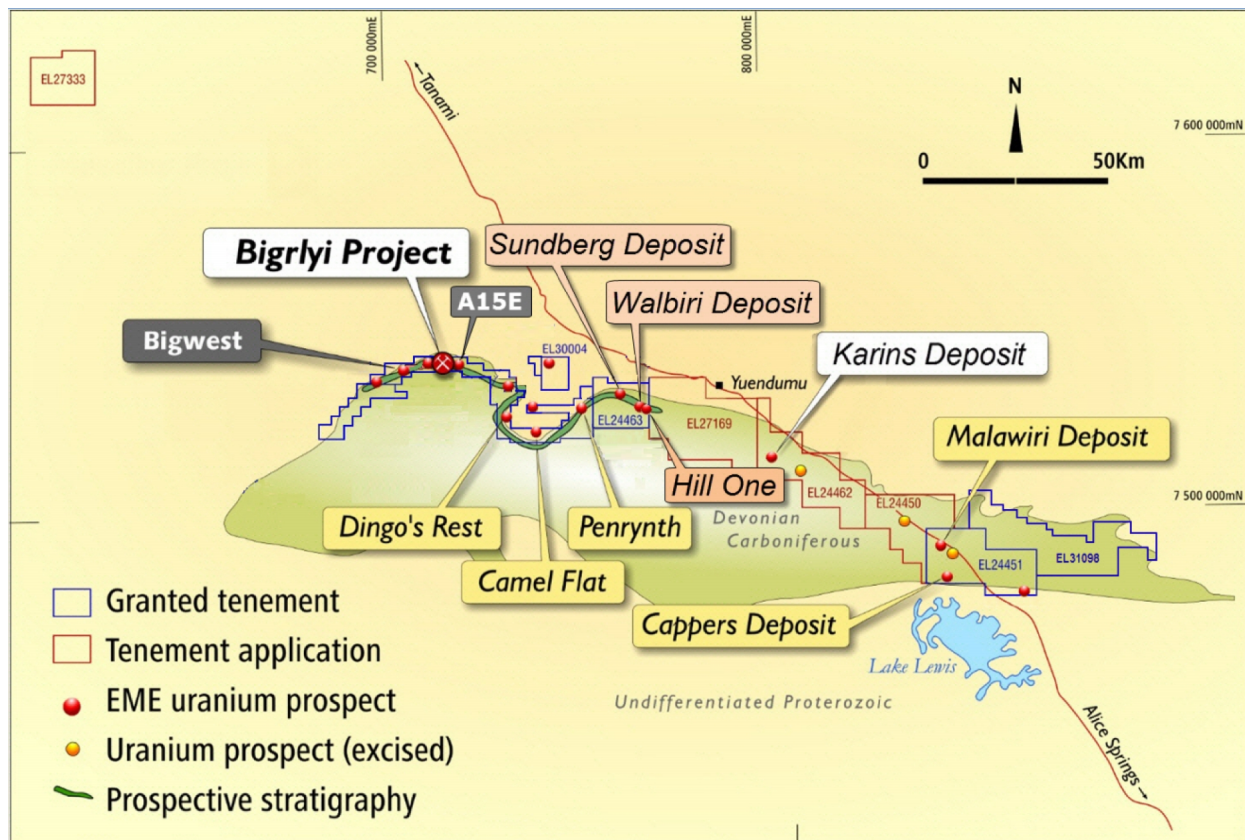 700 000mE
800 000mE
EL27333
←Tanami
N
7 600 000mN
0 50Km
Sundberg Deposit
Bigrlyi Project
A15E
Walbiri Deposit
Bigwest
EL30004
Karins Deposit
Yuendumu
EL24463
EL27169
Malawiri Deposit
Hill One
EL24462
EL24450
7 500 000mN
Dingo's Rest
Penrynth
Devonian
Carboniferous
EL24451
EL31098
Camel Flat
Cappers Deposit
Lake Lewis
Undifferentiated Proterozoic
Alice Springs→
Granted tenement
Tenement application
EME uranium prospect
Uranium prospect (excised)
Prospective stratigraphy